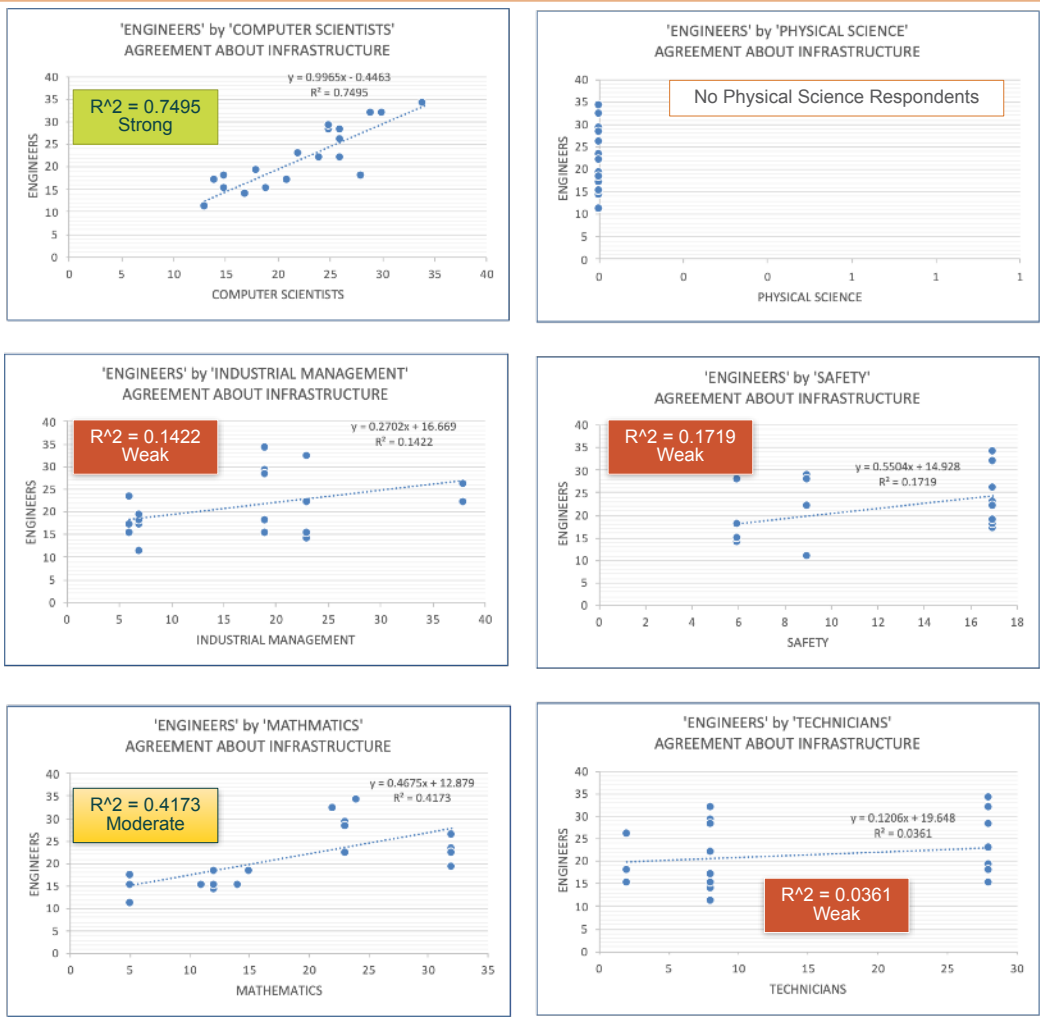 'ENGINEERS' by 'COMPUTER SCIENTISTS'
AGREEMENT ABOUT INFRASTRUCTURE
y = 0.9965x - 0.4463
R² = 0.7495
R^2 = 0.7495
Strong
ENGINEERS
40
35
30
25
20
15
10
5
0
0 5 10 15 20 25 30 35 40
COMPUTER SCIENTISTS
'ENGINEERS' by 'PHYSICAL SCIENCE'
AGREEMENT ABOUT INFRASTRUCTURE
No Physical Science Respondents
ENGINEERS
40
35
30
25
20
15
10
5
0
0 0 0 1 1 1
PHYSICAL SCIENCE
'ENGINEERS' by 'INDUSTRIAL MANAGEMENT'
AGREEMENT ABOUT INFRASTRUCTURE
y = 0.2702x + 16.669
R² = 0.1422
R^2 = 0.1422
Weak
ENGINEERS
40
35
30
25
20
15
10
5
0
0 5 10 15 20 25 30 35 40
INDUSTRIAL MANAGEMENT
'ENGINEERS' by 'SAFETY'
AGREEMENT ABOUT INFRASTRUCTURE
R^2 = 0.1719
Weak
y = 0.5504x + 14.928
R² = 0.1719
ENGINEERS
40
35
30
25
20
15
10
5
0
0 2 4 6 8 10 12 14 16 18
SAFETY
'ENGINEERS' by 'MATHMATICS'
AGREEMENT ABOUT INFRASTRUCTURE
y = 0.4675x + 12.879
R² = 0.4173
R^2 = 0.4173
Moderate
ENGINEERS
40
35
30
25
20
15
10
5
0
0 5 10 15 20 25 30 35
MATHEMATICS
'ENGINEERS' by 'TECHNICIANS'
AGREEMENT ABOUT INFRASTRUCTURE
y = 0.1206x + 19.648
R² = 0.0361
R^2 = 0.0361
Weak
ENGINEERS
40
35
30
25
20
15
10
5
0
0 5 10 15 20 25 30
TECHNICIANS